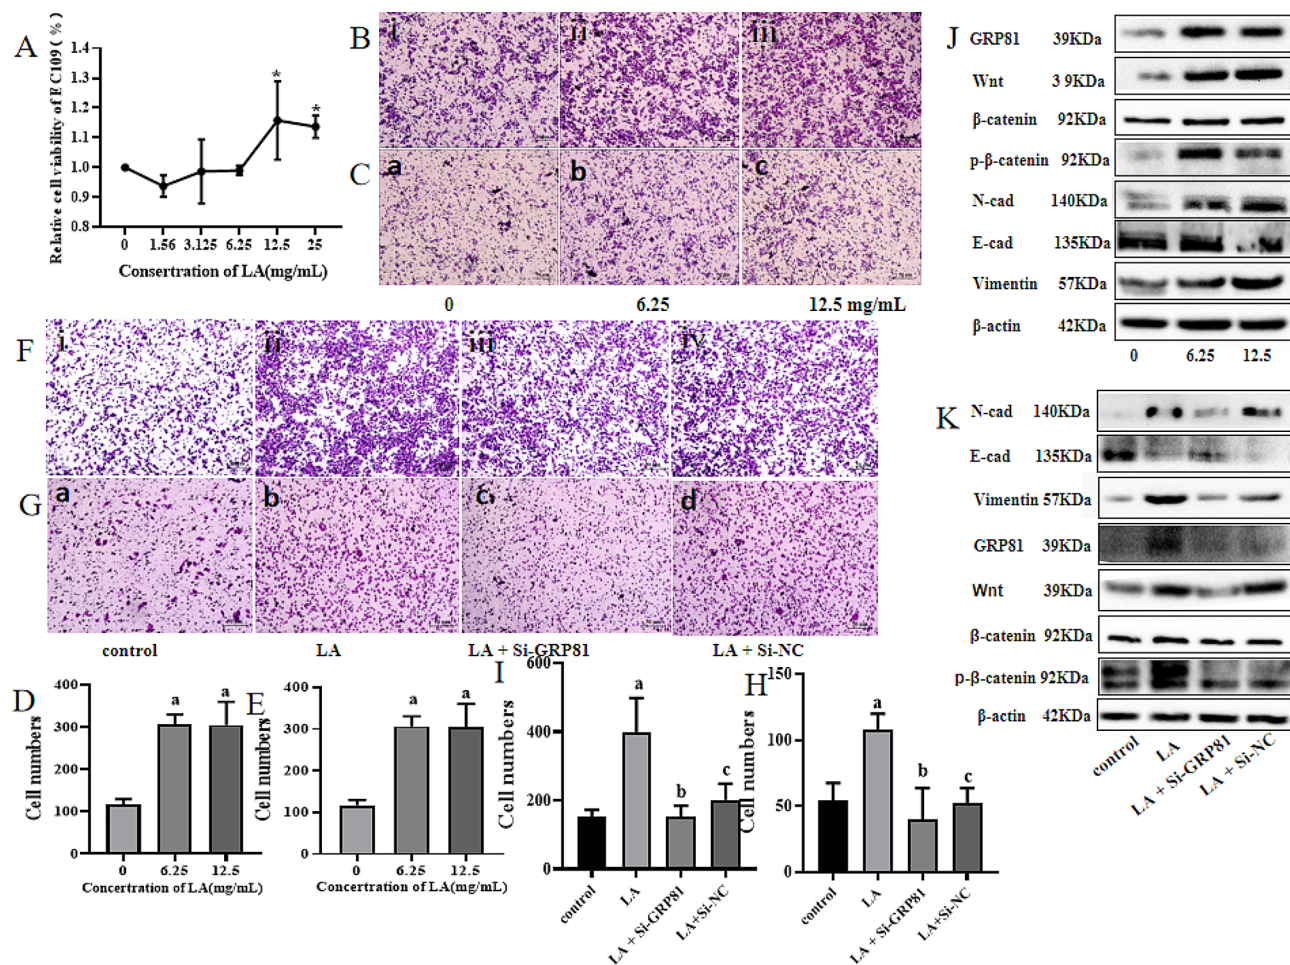 A
Relative cell viability of E C109 ( % )
1.4
1.3
1.2
1.1
1.0
0.9
0.8
0
1.56
3.125
6.25
12.5
25
*
*
Consertration of LA(mg/mL)
B
i
ii
iii
C
a
b
c
0
6.25
12.5 mg/mL
F
i
ii
iii
iv
G
a
b
c
d
control
LA
LA + Si-GRP81
LA + Si-NC
D
Cell numbers
400
300
200
100
0
a
a
0
6.25
12.5
Concertration of LA(mg/mL)
E
Cell numbers
400
300
200
100
0
a
a
0
6.25
12.5
Concertration of LA(mg/mL)
I
Cell numbers
600
400
200
0
a
b
c
control
LA
LA + Si-GRP81
LA+Si-NC
H
Cell numbers
150
100
50
0
a
b
c
control
LA
LA + Si-GRP81
LA+Si-NC
J
GRP81 39KDa
Wnt 3 9KDa
β-catenin 92KDa
p-β-catenin 92KDa
N-cad 140KDa
E-cad 135KDa
Vimentin 57KDa
β-actin 42KDa
0 6.25 12.5
K
N-cad 140KDa
E-cad 135KDa
Vimentin 57KDa
GRP81 39KDa
Wnt 39KDa
β-catenin 92KDa
p-β-catenin 92KDa
β-actin 42KDa
control
LA
LA + Si-GRP81
LA + Si-NC